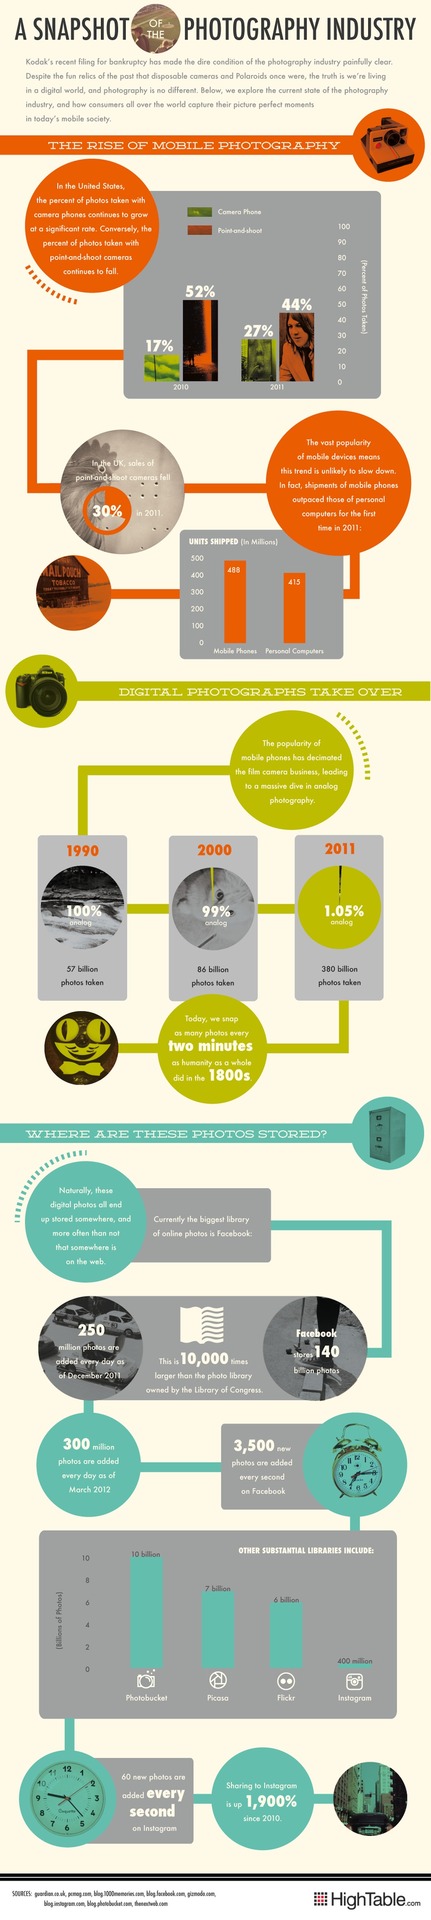 A SNAPSHOT OF THE PHOTOGRAPHY INDUSTRY
Kodak's recent filing for bankruptcy has made the dire condition of the photography industry painfully clear.
Despite the fun relics of the past that disposable cameras and Polaroids once were, the truth is we're living
in a digital world, and photography is no different. Below, we explore the current state of the photography
industry, and how consumers all over the world capture their picture perfect moments
in today's mobile society.
THE RISE OF MOBILE PHOTOGRAPHY
In the United States,
the percent of photos taken with
camera phones continues to grow
at a significant rate. Conversely, the
percent of photos taken with
point-and-shoot cameras
continues to fall.
Camera Phone
Point-and-shoot
100
90
80
70
60
50
40
30
20
10
0
(Percent of Photos Taken)
17%
52%
27%
44%
2010
2011
In the UK, sales of
point-and-shoot cameras fell
30% in 2011.
The vast popularity
of mobile devices means
this trend is unlikely to slow down.
In fact, shipments of mobile phones
outpaced those of personal
computers for the first
time in 2011:
MAIL POUCH
TOBACCO
UNITS SHIPPED (In Millions)
500
400
300
200
100
0
488
415
Mobile Phones
Personal Computers
DIGITAL PHOTOGRAPHS TAKE OVER
The popularity of
mobile phones has decimated
the film camera business, leading
to a massive dive in analog
photography.
1990
100%
analog
57 billion
photos taken
2000
99%
analog
86 billion
photos taken
2011
1.05%
analog
380 billion
photos taken
Today, we snap
as many photos every
two minutes
as humanity as a whole
did in the 1800s
WHERE ARE THESE PHOTOS STORED?
Naturally, these
digital photos all end
up stored somewhere, and
more often than not
that somewhere is
on the web.
Currently the biggest library
of online photos is Facebook:
250
million photos are
added every day as
of December 2011
This is 10,000 times
larger than the photo library
owned by the Library of Congress.
Facebook
stores 140
billion photos
300 million
photos are added
every day as of
March 2012
3,500 new
photos are added
every second
on Facebook
OTHER SUBSTANTIAL LIBRARIES INCLUDE:
(Billions of Photos)
10
8
6
4
2
0
10 billion
7 billion
6 billion
400 million
Photobucket
Picasa
Flickr
Instagram
60 new photos are
added every
second
on Instagram
Sharing to Instagram
is up 1,900%
since 2010.
SOURCES: guardian.co.uk, pcmag.com, blog.1000memories.com, blog.facebook.com, gizmodo.com,
blog.instagram.com, blog.photobucket.com, thenextweb.com
HighTable.com